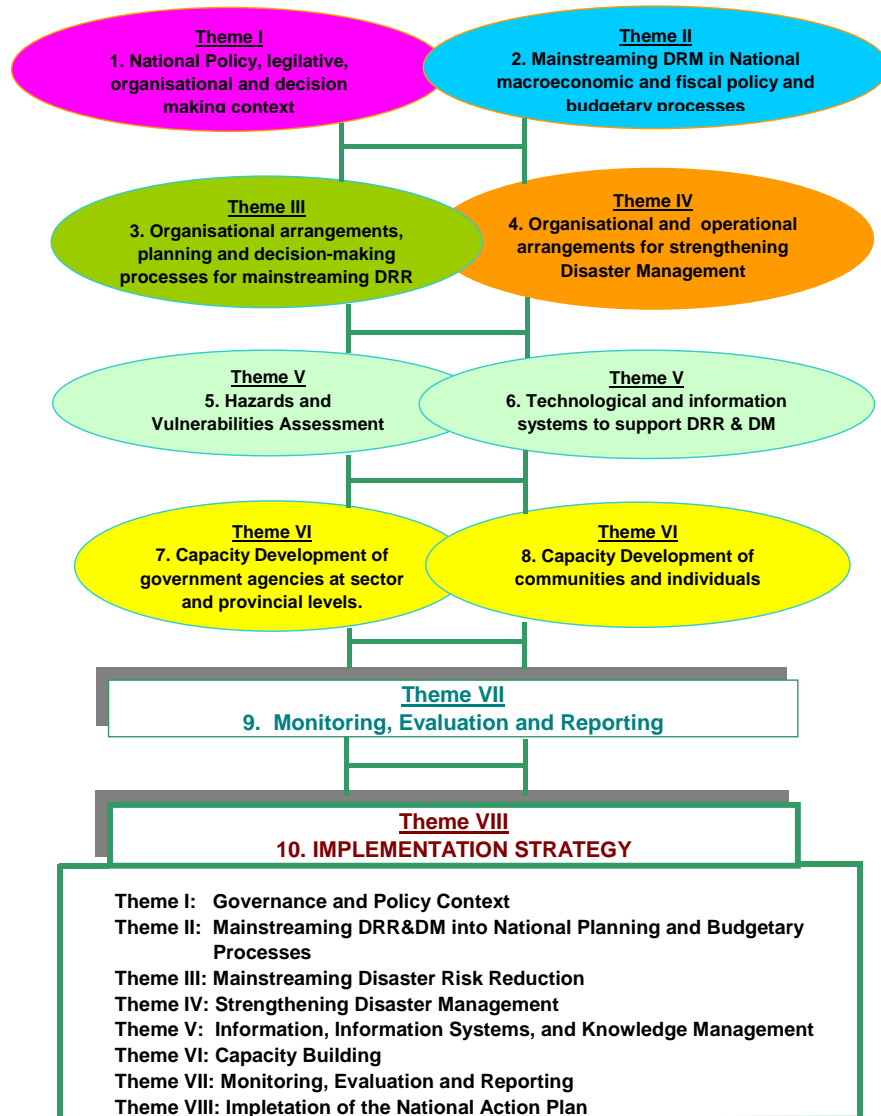 Theme I
1. National Policy, legilative,
organisational and decision
making context
Theme II
2. Mainstreaming DRM in National
macroeconomic and fiscal policy and
budgetary processes
Theme III
3. Organisational arrangements,
planning and decision-making
processes for mainstreaming DRR
Theme IV
4. Organisational and operational
arrangements for strengthening
Disaster Management
Theme V
5. Hazards and
Vulnerabilities Assessment
Theme V
6. Technological and information
systems to support DRR & DM
Theme VI
7. Capacity Development of
government agencies at sector
and provincial levels.
Theme VI
8. Capacity Development of
communities and individuals
Theme VII
9. Monitoring, Evaluation and Reporting
Theme VIII
10. IMPLEMENTATION STRATEGY
Theme I: Governance and Policy Context
Theme II: Mainstreaming DRR&DM into National Planning and Budgetary
Processes
Theme III: Mainstreaming Disaster Risk Reduction
Theme IV: Strengthening Disaster Management
Theme V: Information, Information Systems, and Knowledge Management
Theme VI: Capacity Building
Theme VII: Monitoring, Evaluation and Reporting
Theme VIII: Impletation of the National Action Plan